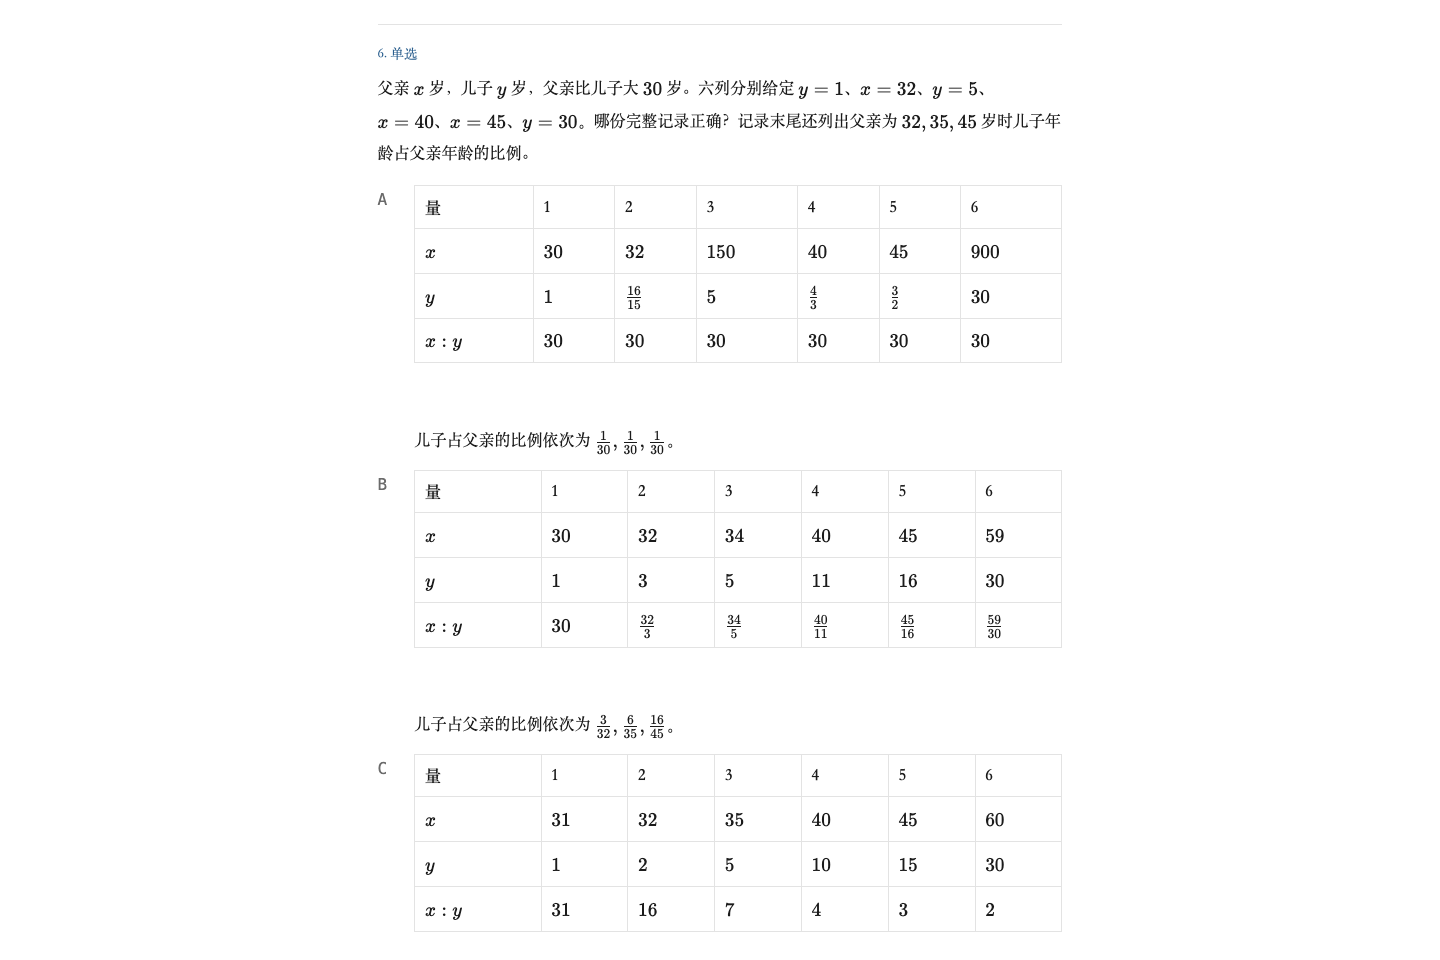 6. 单选
父亲 x 岁，儿子 y 岁，父亲比儿子大 30 岁。六列分别给定 y = 1、x = 32、y = 5、
x = 40、x = 45、y = 30。哪份完整记录正确？记录末尾还列出父亲为 32, 35, 45 岁时儿子年
龄占父亲年龄的比例。
A
量 1 2 3 4 5 6
x 30 32 150 40 45 900
y 1 16/15 5 4/3 3/2 30
x : y 30 30 30 30 30 30
儿子占父亲的比例依次为 1/30, 1/30, 1/30。
B
量 1 2 3 4 5 6
x 30 32 34 40 45 59
y 1 3 5 11 16 30
x : y 30 32/3 34/5 40/11 45/16 59/30
儿子占父亲的比例依次为 3/32, 6/35, 16/45。
C
量 1 2 3 4 5 6
x 31 32 35 40 45 60
y 1 2 5 10 15 30
x : y 31 16 7 4 3 2